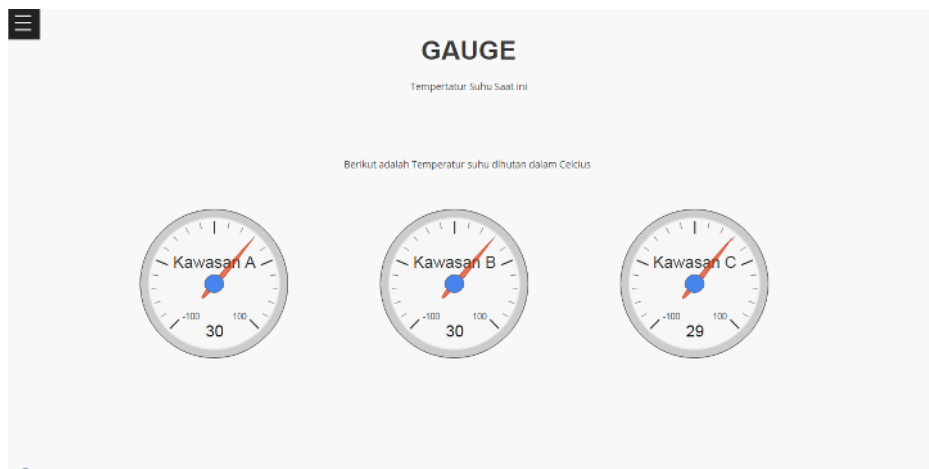 GAUGE
Tempertatur Suhu Saat ini
Berikut adalah Temperatur suhu dihutan dalam Celcius
Kawasan A
-100 100
30
Kawasan B
-100 100
30
Kawasan C
-100 100
29